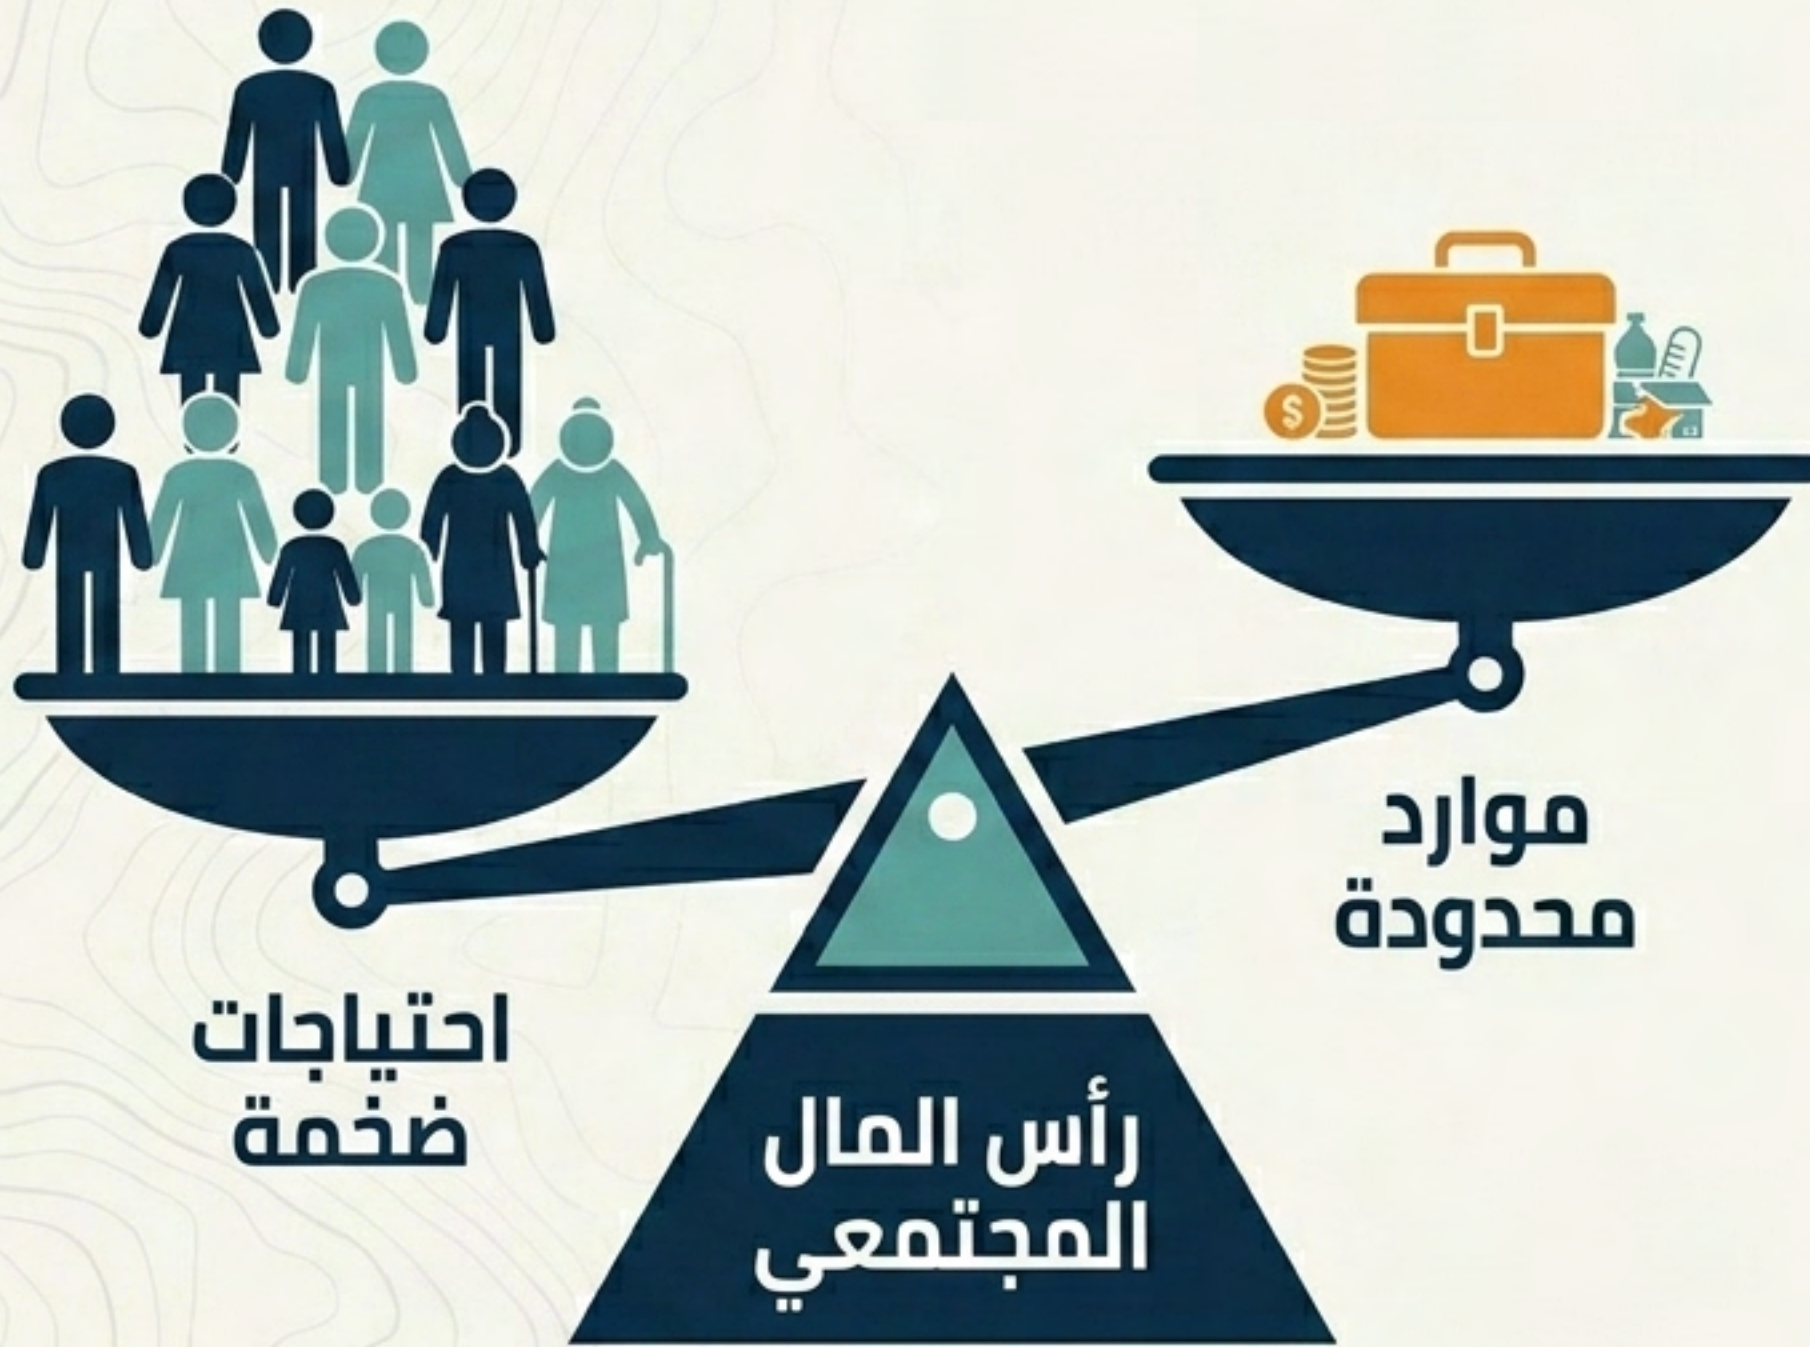 موارد
محدودة
احتياجات
ضخمة
رأس المال
المجتمعي
$